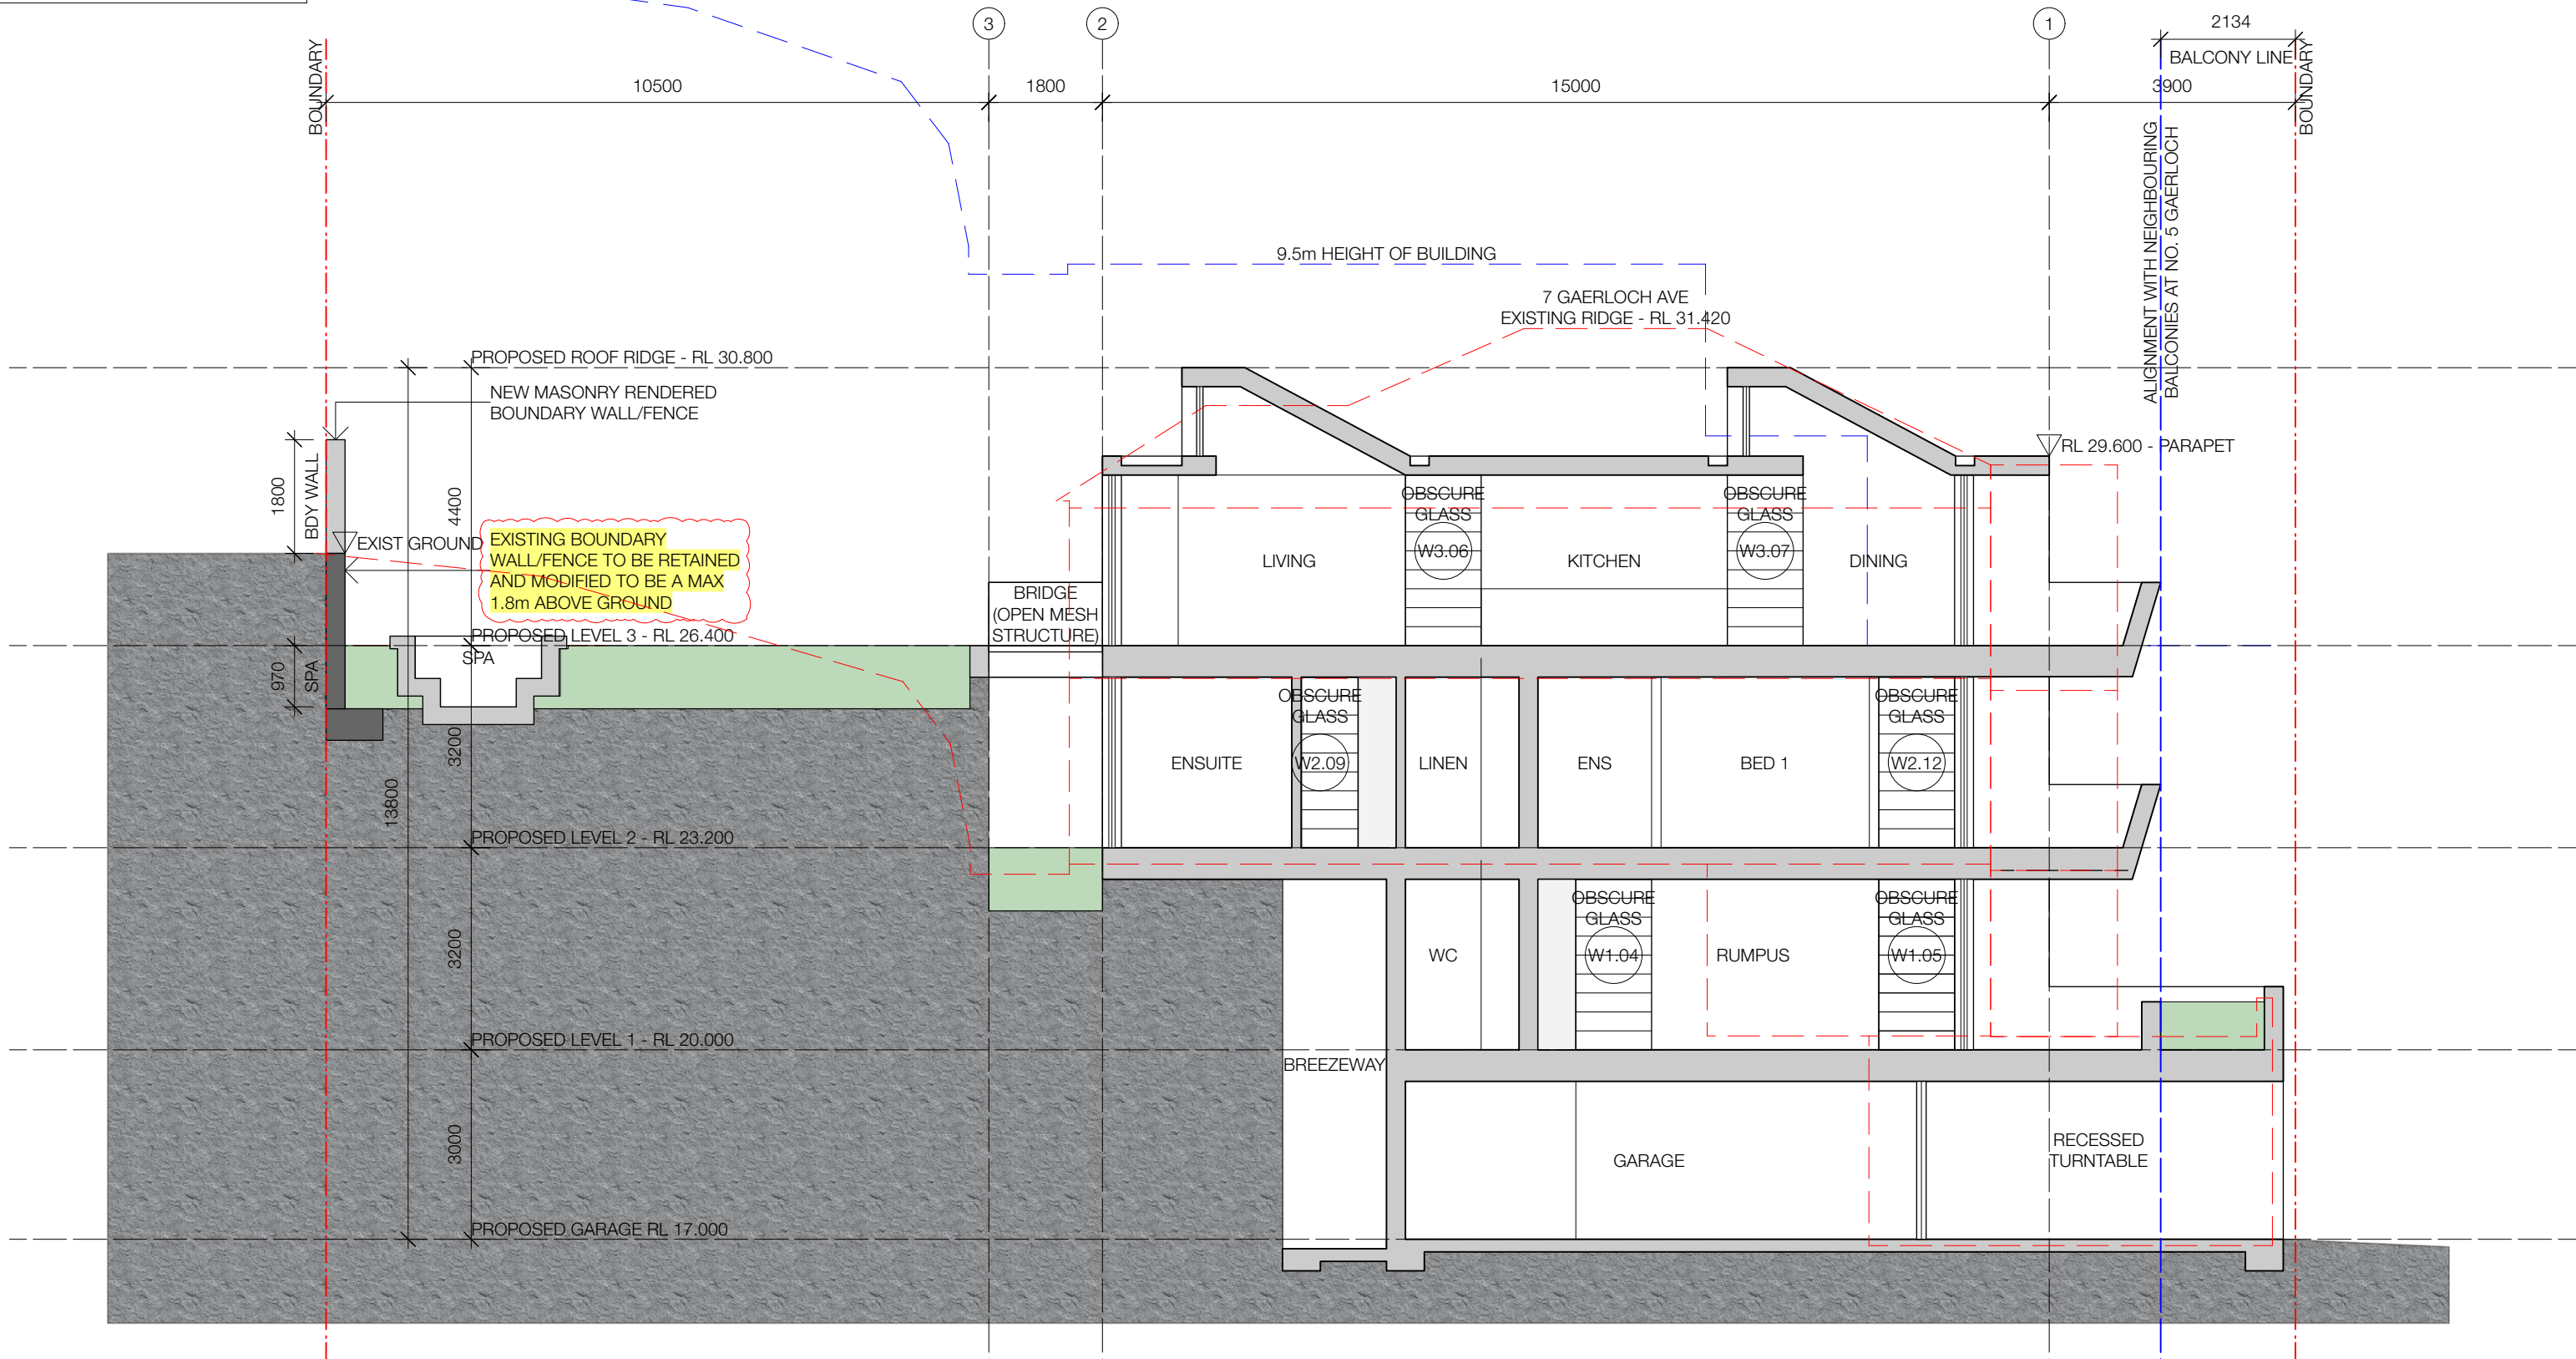 3
2
1
2134
BALCONY LINE
BOUNDARY
10500
1800
15000
3900
BOUNDARY
ALIGNMENT WITH NEIGHBOURING
BALCONIES AT NO. 5 GAERLOCH
9.5m HEIGHT OF BUILDING
7 GAERLOCH AVE
EXISTING RIDGE - RL 31.420
PROPOSED ROOF RIDGE - RL 30.800
NEW MASONRY RENDERED
BOUNDARY WALL/FENCE
RL 29.600 - PARAPET
1800
BDY WALL
4400
EXIST GROUND
EXISTING BOUNDARY
WALL/FENCE TO BE RETAINED
AND MODIFIED TO BE A MAX
1.8m ABOVE GROUND
OBSCURE
GLASS
W3.06
OBSCURE
GLASS
W3.07
LIVING
KITCHEN
DINING
BRIDGE
(OPEN MESH
STRUCTURE)
PROPOSED LEVEL 3 - RL 26.400
SPA
970
SPA
3200
13800
OBSCURE
GLASS
W2.09
OBSCURE
GLASS
W2.12
ENSUITE
LINEN
ENS
BED 1
PROPOSED LEVEL 2 - RL 23.200
3200
OBSCURE
GLASS
W1.04
OBSCURE
GLASS
W1.05
WC
RUMPUS
PROPOSED LEVEL 1 - RL 20.000
BREEZEWAY
3000
GARAGE
RECESSED
TURNTABLE
PROPOSED GARAGE RL 17.000